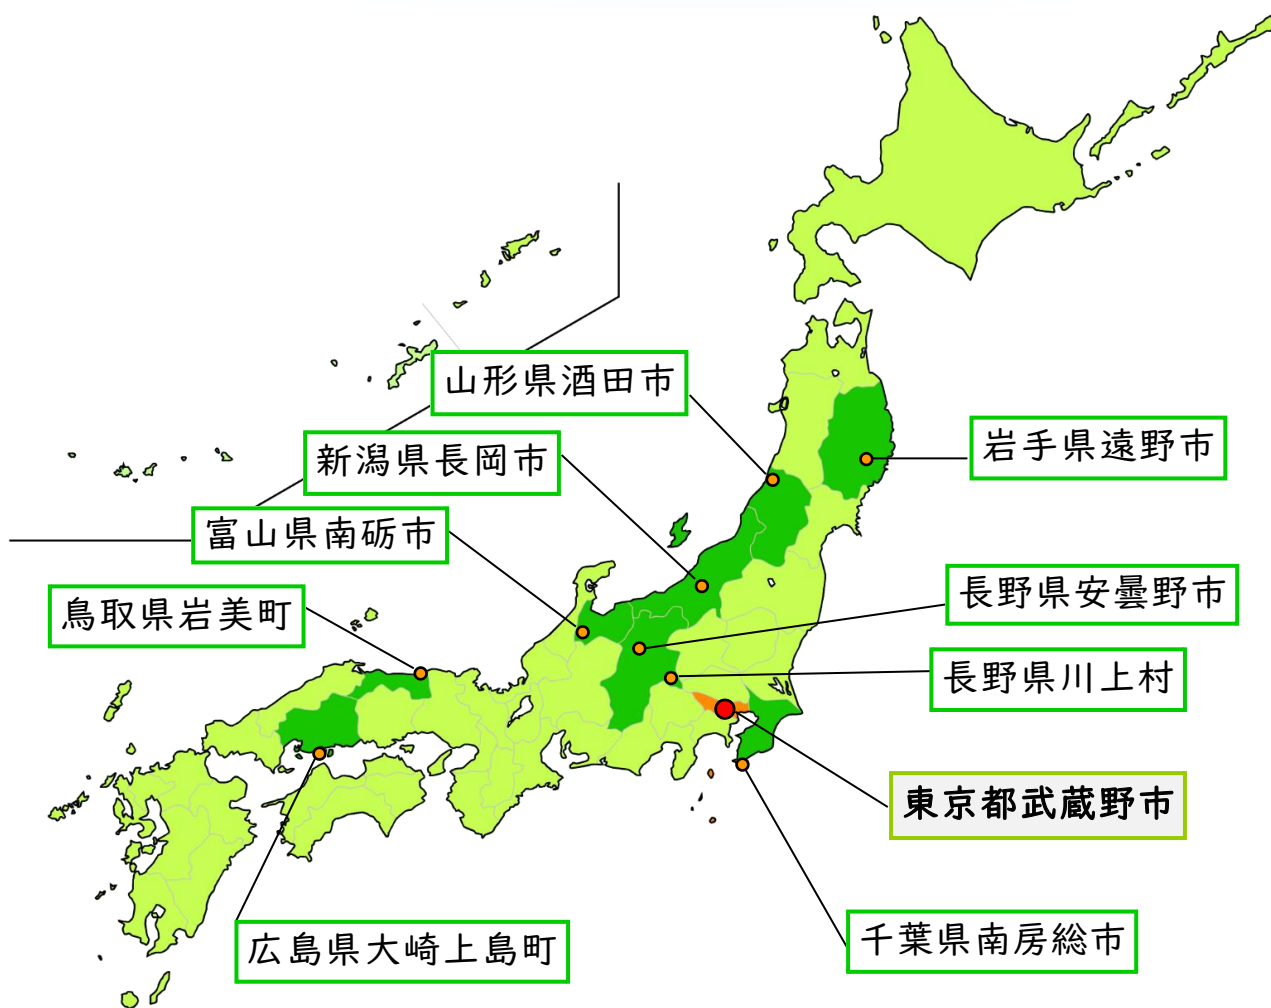 山形県酒田市
岩手県遠野市
新潟県長岡市
富山県南砺市
長野県安曇野市
鳥取県岩美町
長野県川上村
東京都武蔵野市
千葉県南房総市
広島県大崎上島町